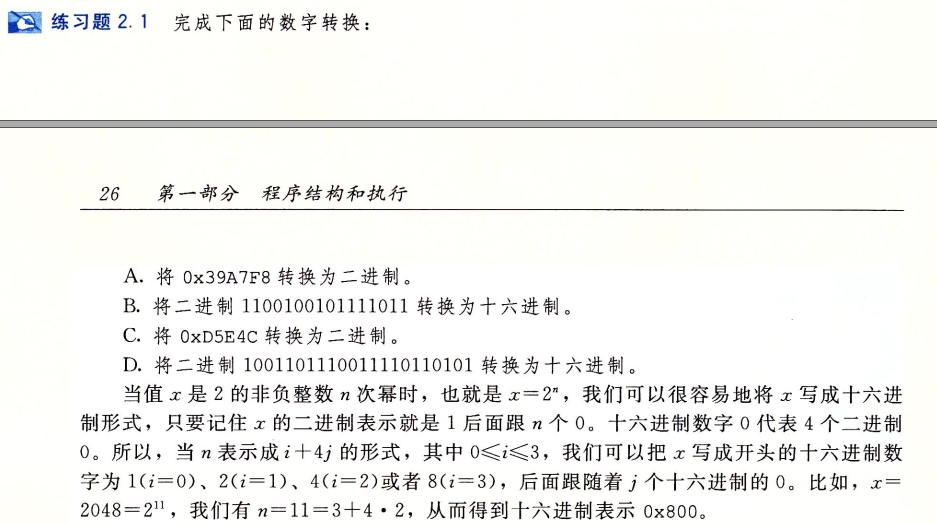 练习题 2.1 完成下面的数字转换：
26 第一部分 程序结构和执行
A. 将 0x39A7F8 转换为二进制。
B. 将二进制 1100100101111011 转换为十六进制。
C. 将 0xD5E4C 转换为二进制。
D. 将二进制 1001101110011110110101 转换为十六进制。
当值 x 是 2 的非负整数 n 次幂时，也就是 x=2ⁿ，我们可以很容易地将 x 写成十六进
制形式，只要记住 x 的二进制表示就是 1 后面跟 n 个 0。十六进制数字 0 代表 4 个二进制
0。所以，当 n 表示成 i+4j 的形式，其中 0≤i≤3，我们可以把 x 写成开头的十六进制数
字为 1(i=0)、2(i=1)、4(i=2)或者 8(i=3)，后面跟随着 j 个十六进制的 0。比如，x=
2048=2¹¹，我们有 n=11=3+4·2，从而得到十六进制表示 0x800。